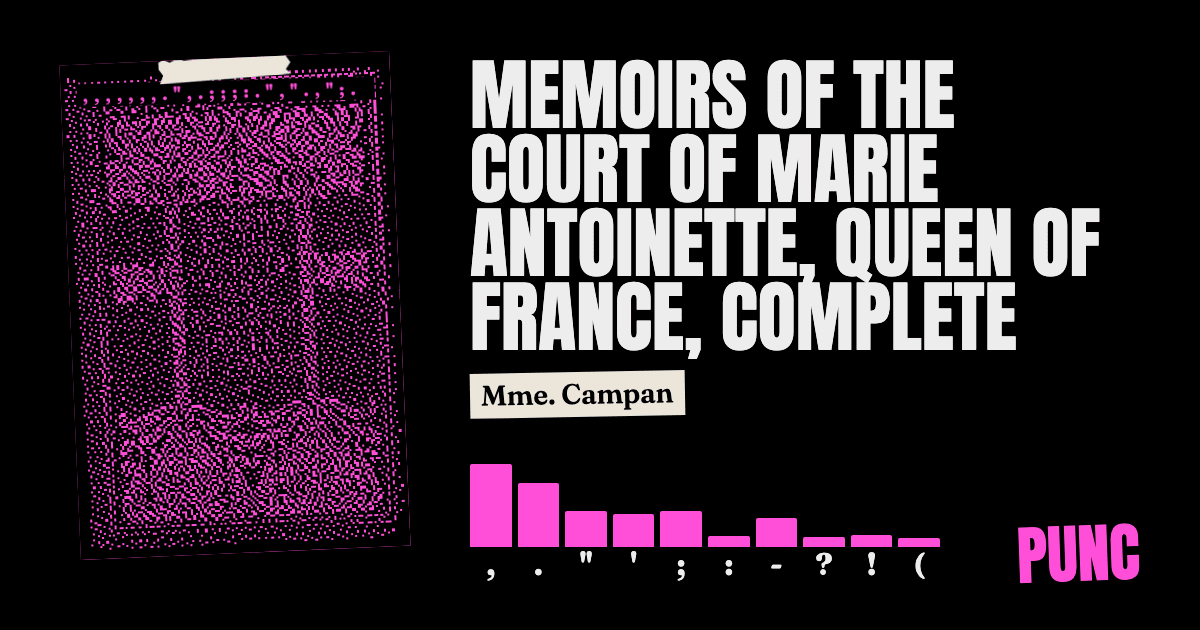 , , , , , , , . " , . : ; : : . " , " . , " ; .
MEMOIRS OF THE
COURT OF MARIE
ANTOINETTE, QUEEN OF
FRANCE, COMPLETE
Mme. Campan
, . " ' ; : - ? ! (
PUNC